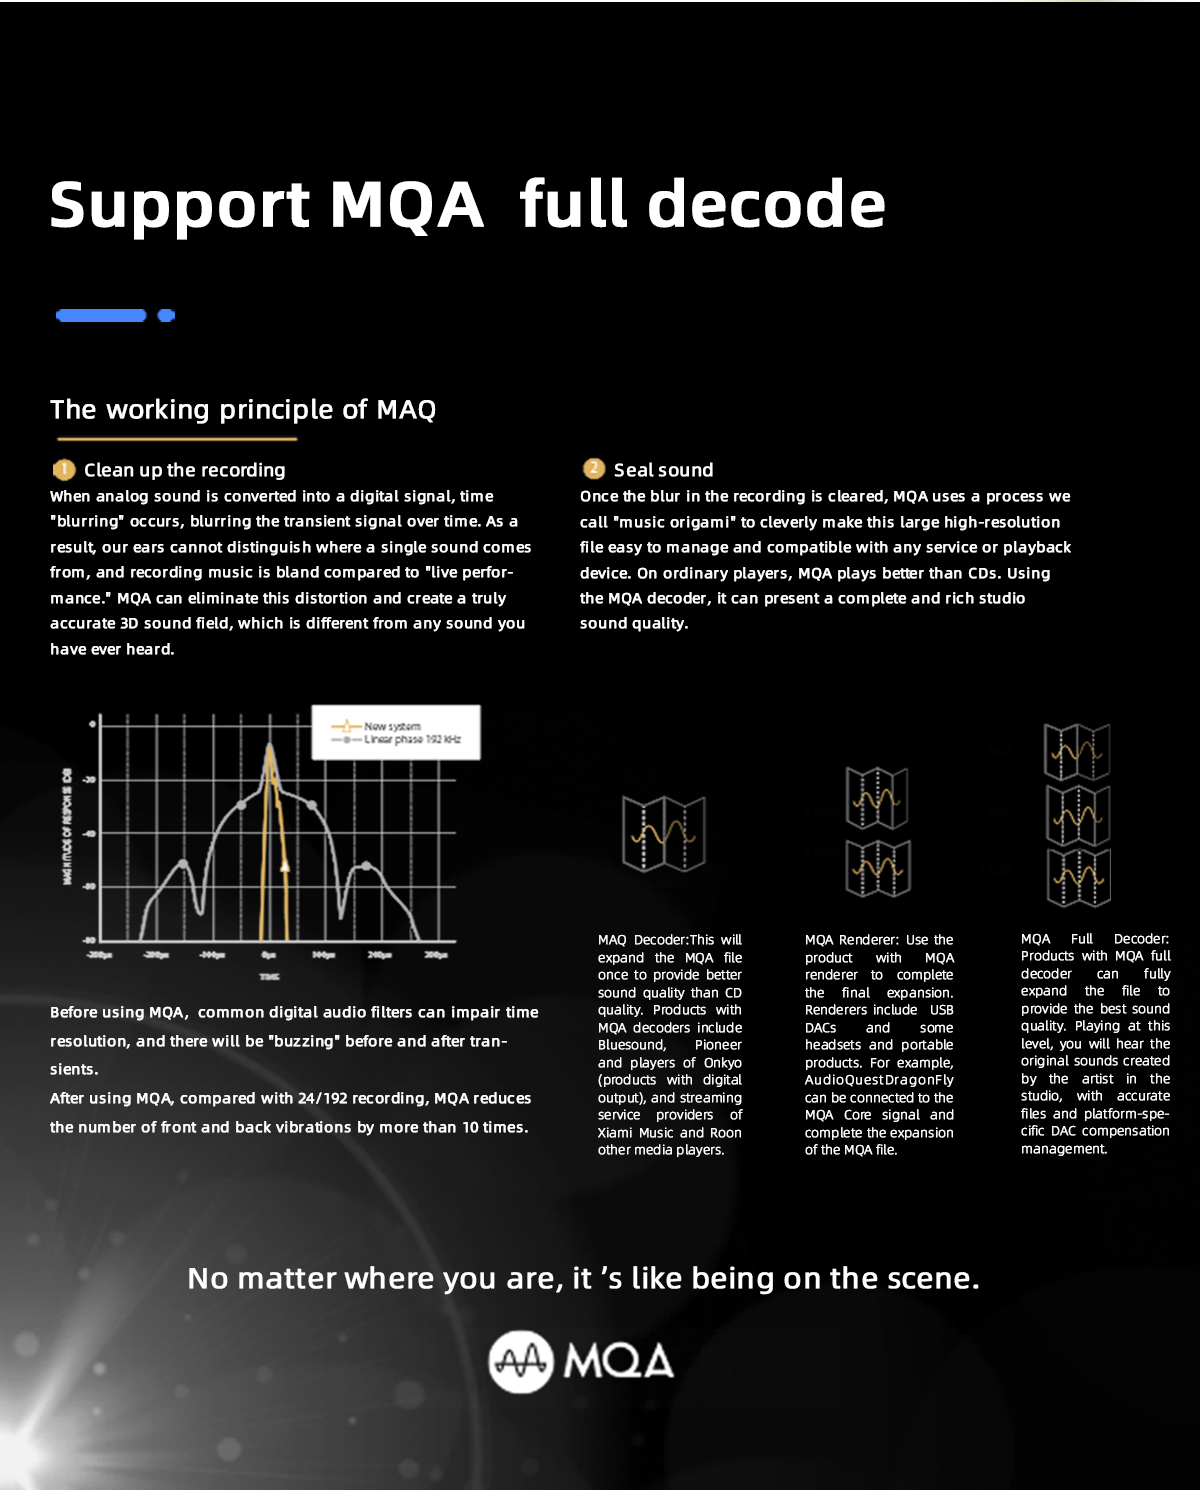 Support MQA full decode
The working principle of MAQ
1 Clean up the recording
When analog sound is converted into a digital signal, time
"blurring" occurs, blurring the transient signal over time. As a
result, our ears cannot distinguish where a single sound comes
from, and recording music is bland compared to "live perfor-
mance." MQA can eliminate this distortion and create a truly
accurate 3D sound field, which is different from any sound you
have ever heard.
2 Seal sound
Once the blur in the recording is cleared, MQA uses a process we
call "music origami" to cleverly make this large high-resolution
file easy to manage and compatible with any service or playback
device. On ordinary players, MQA plays better than CDs. Using
the MQA decoder, it can present a complete and rich studio
sound quality.
New system
Linear phase 192 kHz
0
-20
-40
TIME
Before using MQA, common digital audio filters can impair time
resolution, and there will be "buzzing" before and after tran-
sients.
After using MQA, compared with 24/192 recording, MQA reduces
the number of front and back vibrations by more than 10 times.
MAQ Decoder:This will
expand the MQA file
once to provide better
sound quality than CD
quality. Products with
MQA decoders include
Bluesound, Pioneer
and players of Onkyo
(products with digital
output), and streaming
service providers of
Xiami Music and Roon
other media players.
MQA Renderer: Use the
product with MQA
renderer to complete
the final expansion.
Renderers include USB
DACs and some
headsets and portable
products. For example,
AudioQuestDragonFly
can be connected to the
MQA Core signal and
complete the expansion
of the MQA file.
MQA Full Decoder:
Products with MQA full
decoder can fully
expand the file to
provide the best sound
quality. Playing at this
level, you will hear the
original sounds created
by the artist in the
studio, with accurate
files and platform-spe-
cific DAC compensation
management.
No matter where you are, it ’s like being on the scene.
MQA